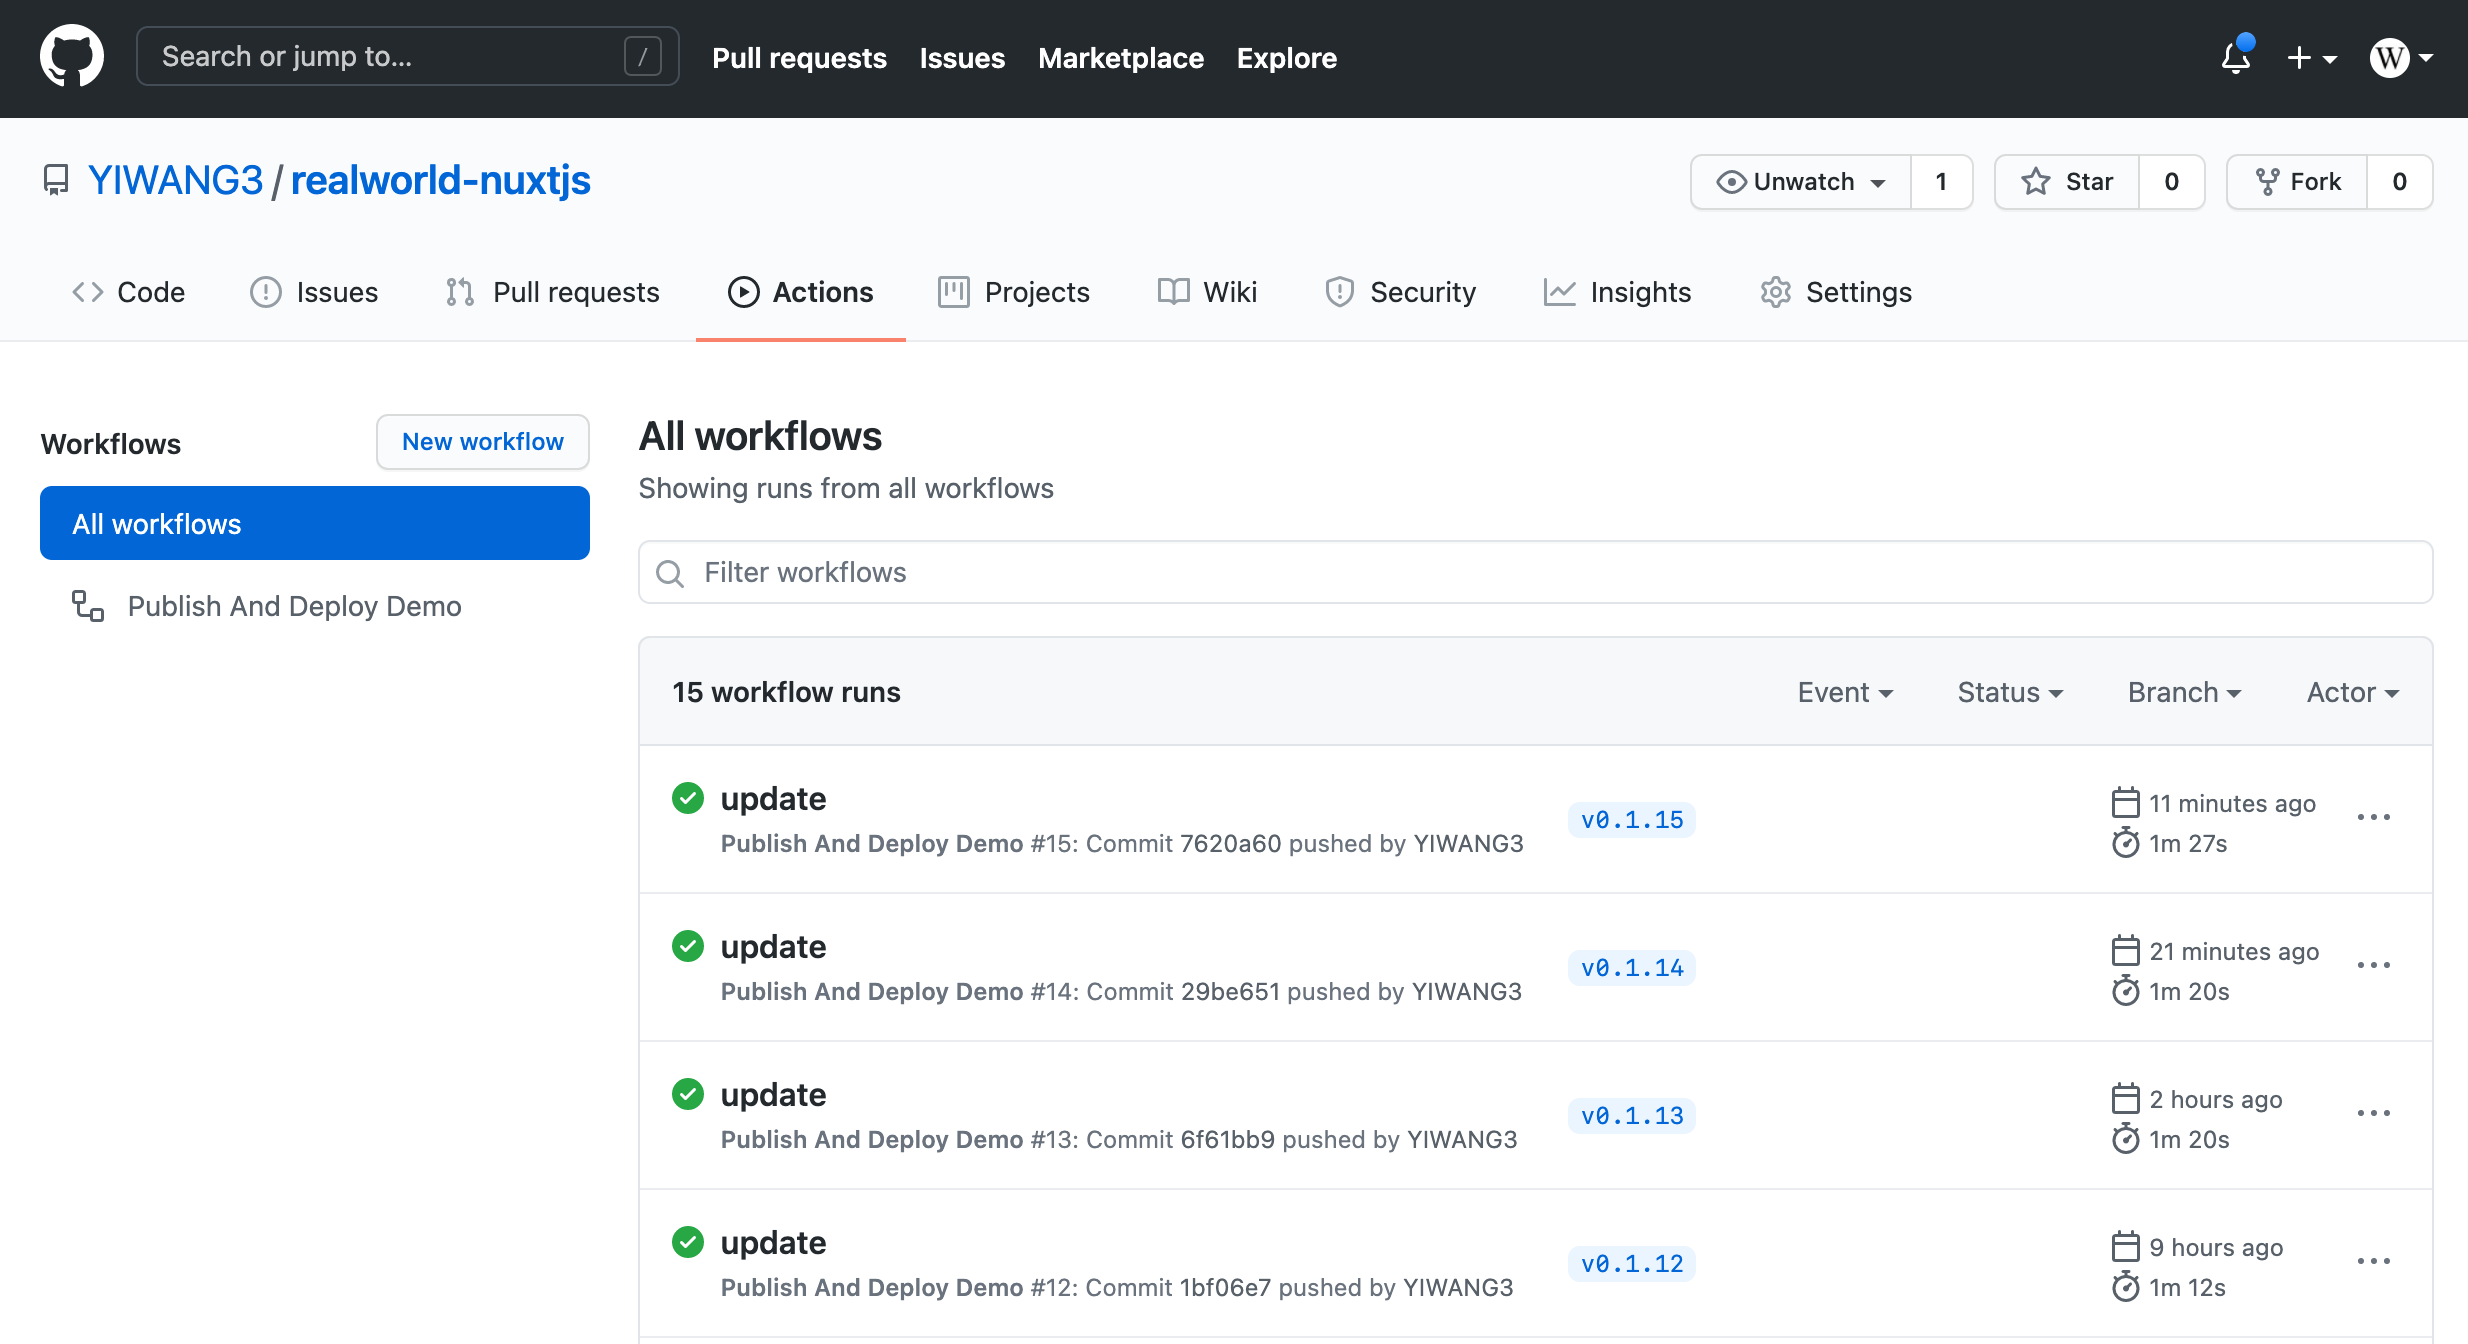 Search or jump to... /
Pull requests Issues Marketplace Explore
W
YIWANG3 / realworld-nuxtjs
Unwatch 1 Star 0 Fork 0
Code Issues Pull requests Actions Projects Wiki Security Insights Settings
Workflows
New workflow
All workflows
Publish And Deploy Demo
All workflows
Showing runs from all workflows
Filter workflows
15 workflow runs Event Status Branch Actor
update
Publish And Deploy Demo #15: Commit 7620a60 pushed by YIWANG3
v0.1.15
11 minutes ago
1m 27s
update
Publish And Deploy Demo #14: Commit 29be651 pushed by YIWANG3
v0.1.14
21 minutes ago
1m 20s
update
Publish And Deploy Demo #13: Commit 6f61bb9 pushed by YIWANG3
v0.1.13
2 hours ago
1m 20s
update
Publish And Deploy Demo #12: Commit 1bf06e7 pushed by YIWANG3
v0.1.12
9 hours ago
1m 12s